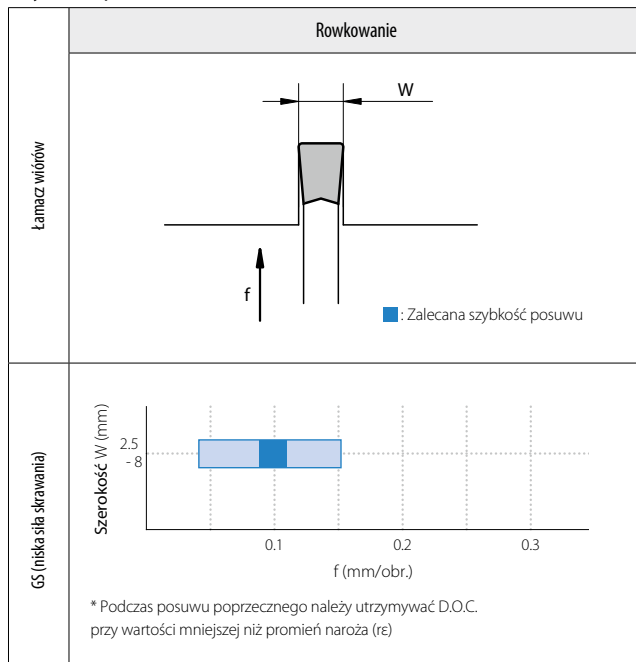 Rowkowanie
Łamacz wiórów
W
f
: Zalecana szybkość posuwu
GS (niska siła skrawania)
Szerokość W (mm)
2.5
- 8
0.1
0.2
0.3
f (mm/obr.)
* Podczas posuwu poprzecznego należy utrzymywać D.O.C.
przy wartości mniejszej niż promień naroża (rε)